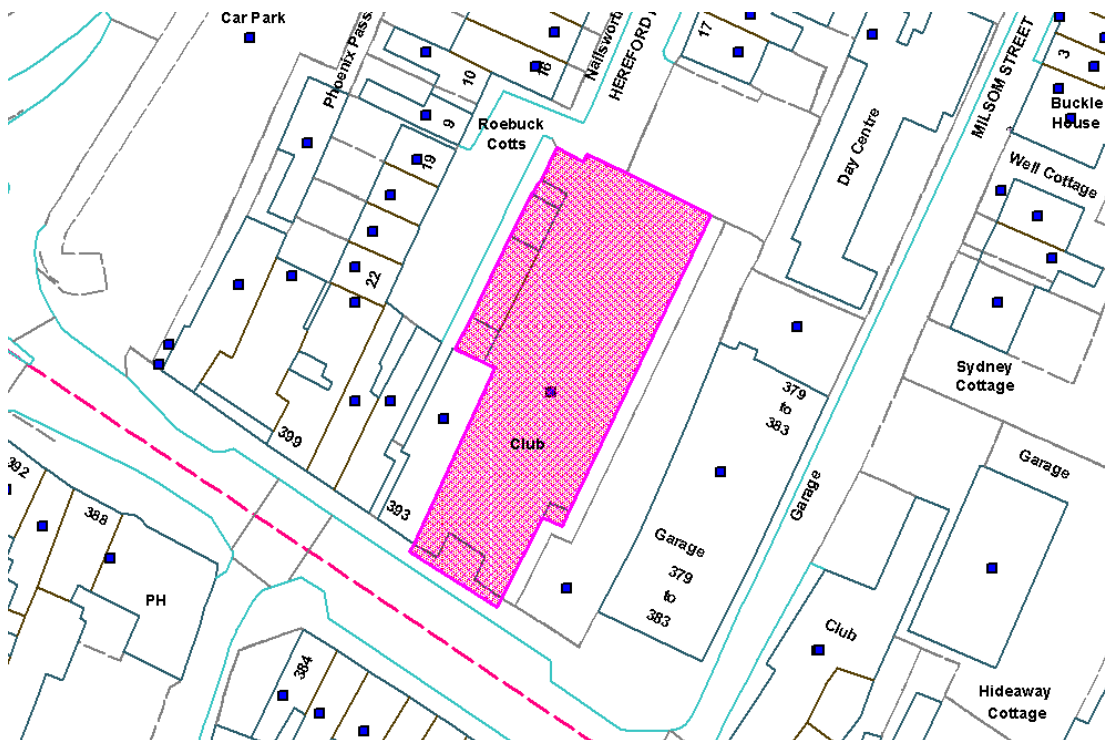 Car Park
Phoenix Pass
10
16
Nailswor
HEREFORD
17
MILSOM STREET
3
Buckle
House
9
Roebuck
Cotts
19
Day Centre
Well Cottage
22
Sydney
Cottage
379
to
383
399
Club
393
Garage
Garage
392
388
Garage
379
to
383
PH
Club
384
Hideaway
Cottage